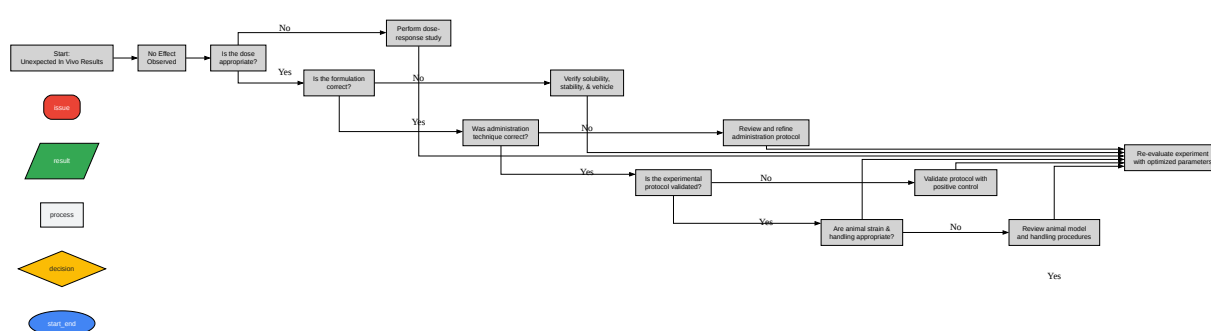 Start:
Unexpected In Vivo Results
No Effect
Observed
Is the dose
appropriate?
No
Perform dose-
response study
Yes
Is the formulation
correct?
No
Verify solubility,
stability, & vehicle
Yes
Was administration
technique correct?
No
Review and refine
administration protocol
Re-evaluate experiment
with optimized parameters
Yes
Is the experimental
protocol validated?
No
Validate protocol with
positive control
Yes
Are animal strain &
handling appropriate?
No
Review animal model
and handling procedures
Yes
issue
result
process
decision
start_end